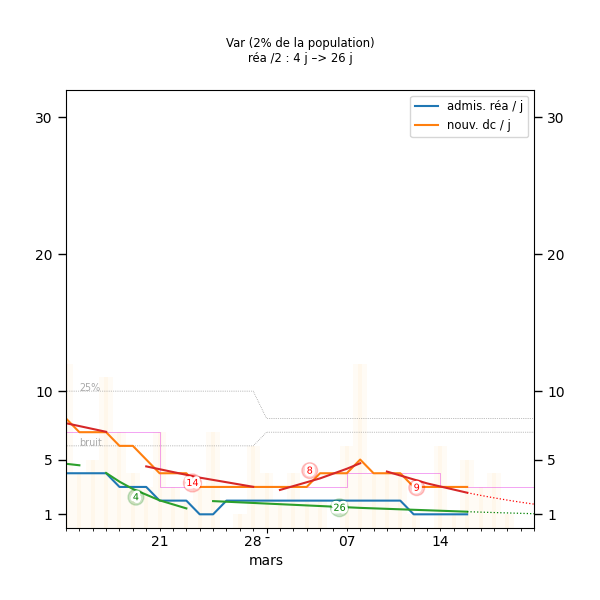 Var (2% de la population)
réa /2 : 4 j –> 26 j
admis. réa / j
nouv. dc / j
30 30
20 20
25%
10 10
bruit
5 5
8
14
9
4
26
1 1
21 28 07 14
mars